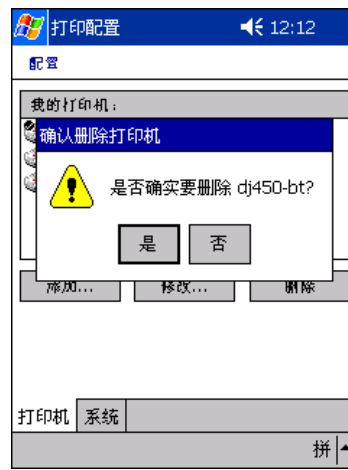 打印配置 12:12
配置
我的打印机：
确认删除打印机
是否确实要删除 dj450-bt?
是 否
添加... 修改... 删除
打印机 系统
拼